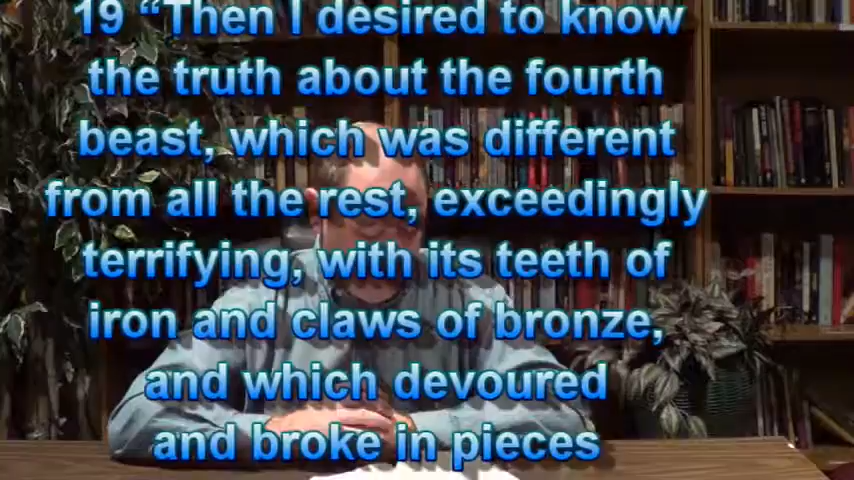 19 “Then I desired to know
the truth about the fourth
beast, which was different
from all the rest, exceedingly
terrifying, with its teeth of
iron and claws of bronze,
and which devoured
and broke in pieces